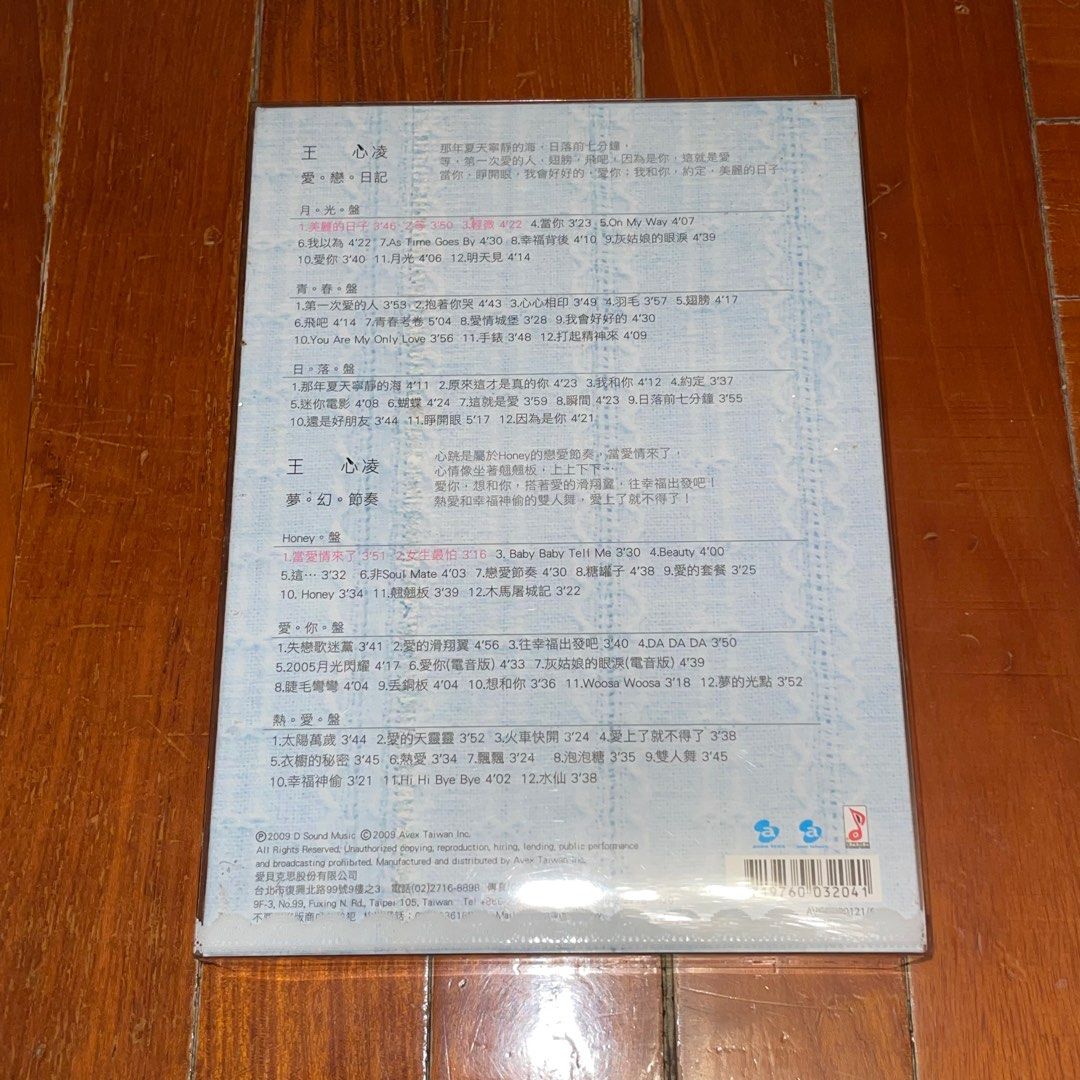 王 心凌
愛。戀。日記
那年夏天寧靜的海，日落前七分鐘，
等，第一次愛的人，翅膀，飛吧，因為是你，這就是愛
當你，睜開眼，我會好好的，愛你；我和你，約定，美麗的日子
月。光。盤
1.美麗的日子 3'46 2.等 3'50 3.輕微 4'22 4.當你 3'23 5.On My Way 4'07
6.我以為 4'22 7.As Time Goes By 4'30 8.幸福背後 4'10 9.灰姑娘的眼淚 4'39
10.愛你 3'40 11.月光 4'06 12.明天見 4'14
青。春。盤
1.第一次愛的人 3'53 2.抱著你哭 4'43 3.心心相印 3'49 4.羽毛 3'57 5.翅膀 4'17
6.飛吧 4'14 7.青春考卷 5'04 8.愛情城堡 3'28 9.我會好好的 4'30
10.You Are My Only Love 3'56 11.手錶 3'48 12.打起精神來 4'09
日。落。盤
1.那年夏天寧靜的海 4'11 2.原來這才是真的你 4'23 3.我和你 4'12 4.約定 3'37
5.迷你電影 4'08 6.蝴蝶 4'24 7.這就是愛 3'59 8.瞬間 4'23 9.日落前七分鐘 3'55
10.還是好朋友 3'44 11.睜開眼 5'17 12.因為是你 4'21
王 心凌
夢。幻。節奏
心跳是屬於Honey的戀愛節奏，當愛情來了，
心情像坐著翹翹板，上上下下…
愛你，想和你，搭著愛的滑翔翼，往幸福出發吧！
熱愛和幸福神偷的雙人舞，愛上了就不得了！
Honey。盤
1.當愛情來了 3'51 2.女生最怕 3'16 3. Baby Baby Tell Me 3'30 4.Beauty 4'00
5.這… 3'32 6.非Soul Mate 4'03 7.戀愛節奏 4'30 8.糖罐子 4'38 9.愛的套餐 3'25
10. Honey 3'34 11.翹翹板 3'39 12.木馬屠城記 3'22
愛。你。盤
1.失戀歌迷黨 3'41 2.愛的滑翔翼 4'56 3.往幸福出發吧 3'40 4.DA DA DA 3'50
5.2005月光閃耀 4'17 6.愛你(電音版) 4'33 7.灰姑娘的眼淚(電音版) 4'39
8.睫毛彎彎 4'04 9.丟銅板 4'04 10.想和你 3'36 11.Woosa Woosa 3'18 12.夢的光點 3'52
熱。愛。盤
1.太陽萬歲 3'44 2.愛的天靈靈 3'52 3.火車快開 3'24 4.愛上了就不得了 3'38
5.衣櫥的秘密 3'45 6.熱愛 3'34 7.飄飄 3'24 8.泡泡糖 3'35 9.雙人舞 3'45
10.幸福神偷 3'21 11.Hi Hi Bye Bye 4'02 12.水仙 3'38
Ⓟ2009 D Sound Music ©2009 Avex Taiwan Inc.
All Rights Reserved. Unauthorized copying, reproduction, hiring, lending, public performance
and broadcasting prohibited. Manufactured and distributed by Avex Taiwan Inc.
愛貝克思股份有限公司
台北市復興北路99號9樓之3 電話(02)2716-8898
9F-3, No.99, Fuxing N. Rd., Taipei 105, Taiwan Tel
19760 032041